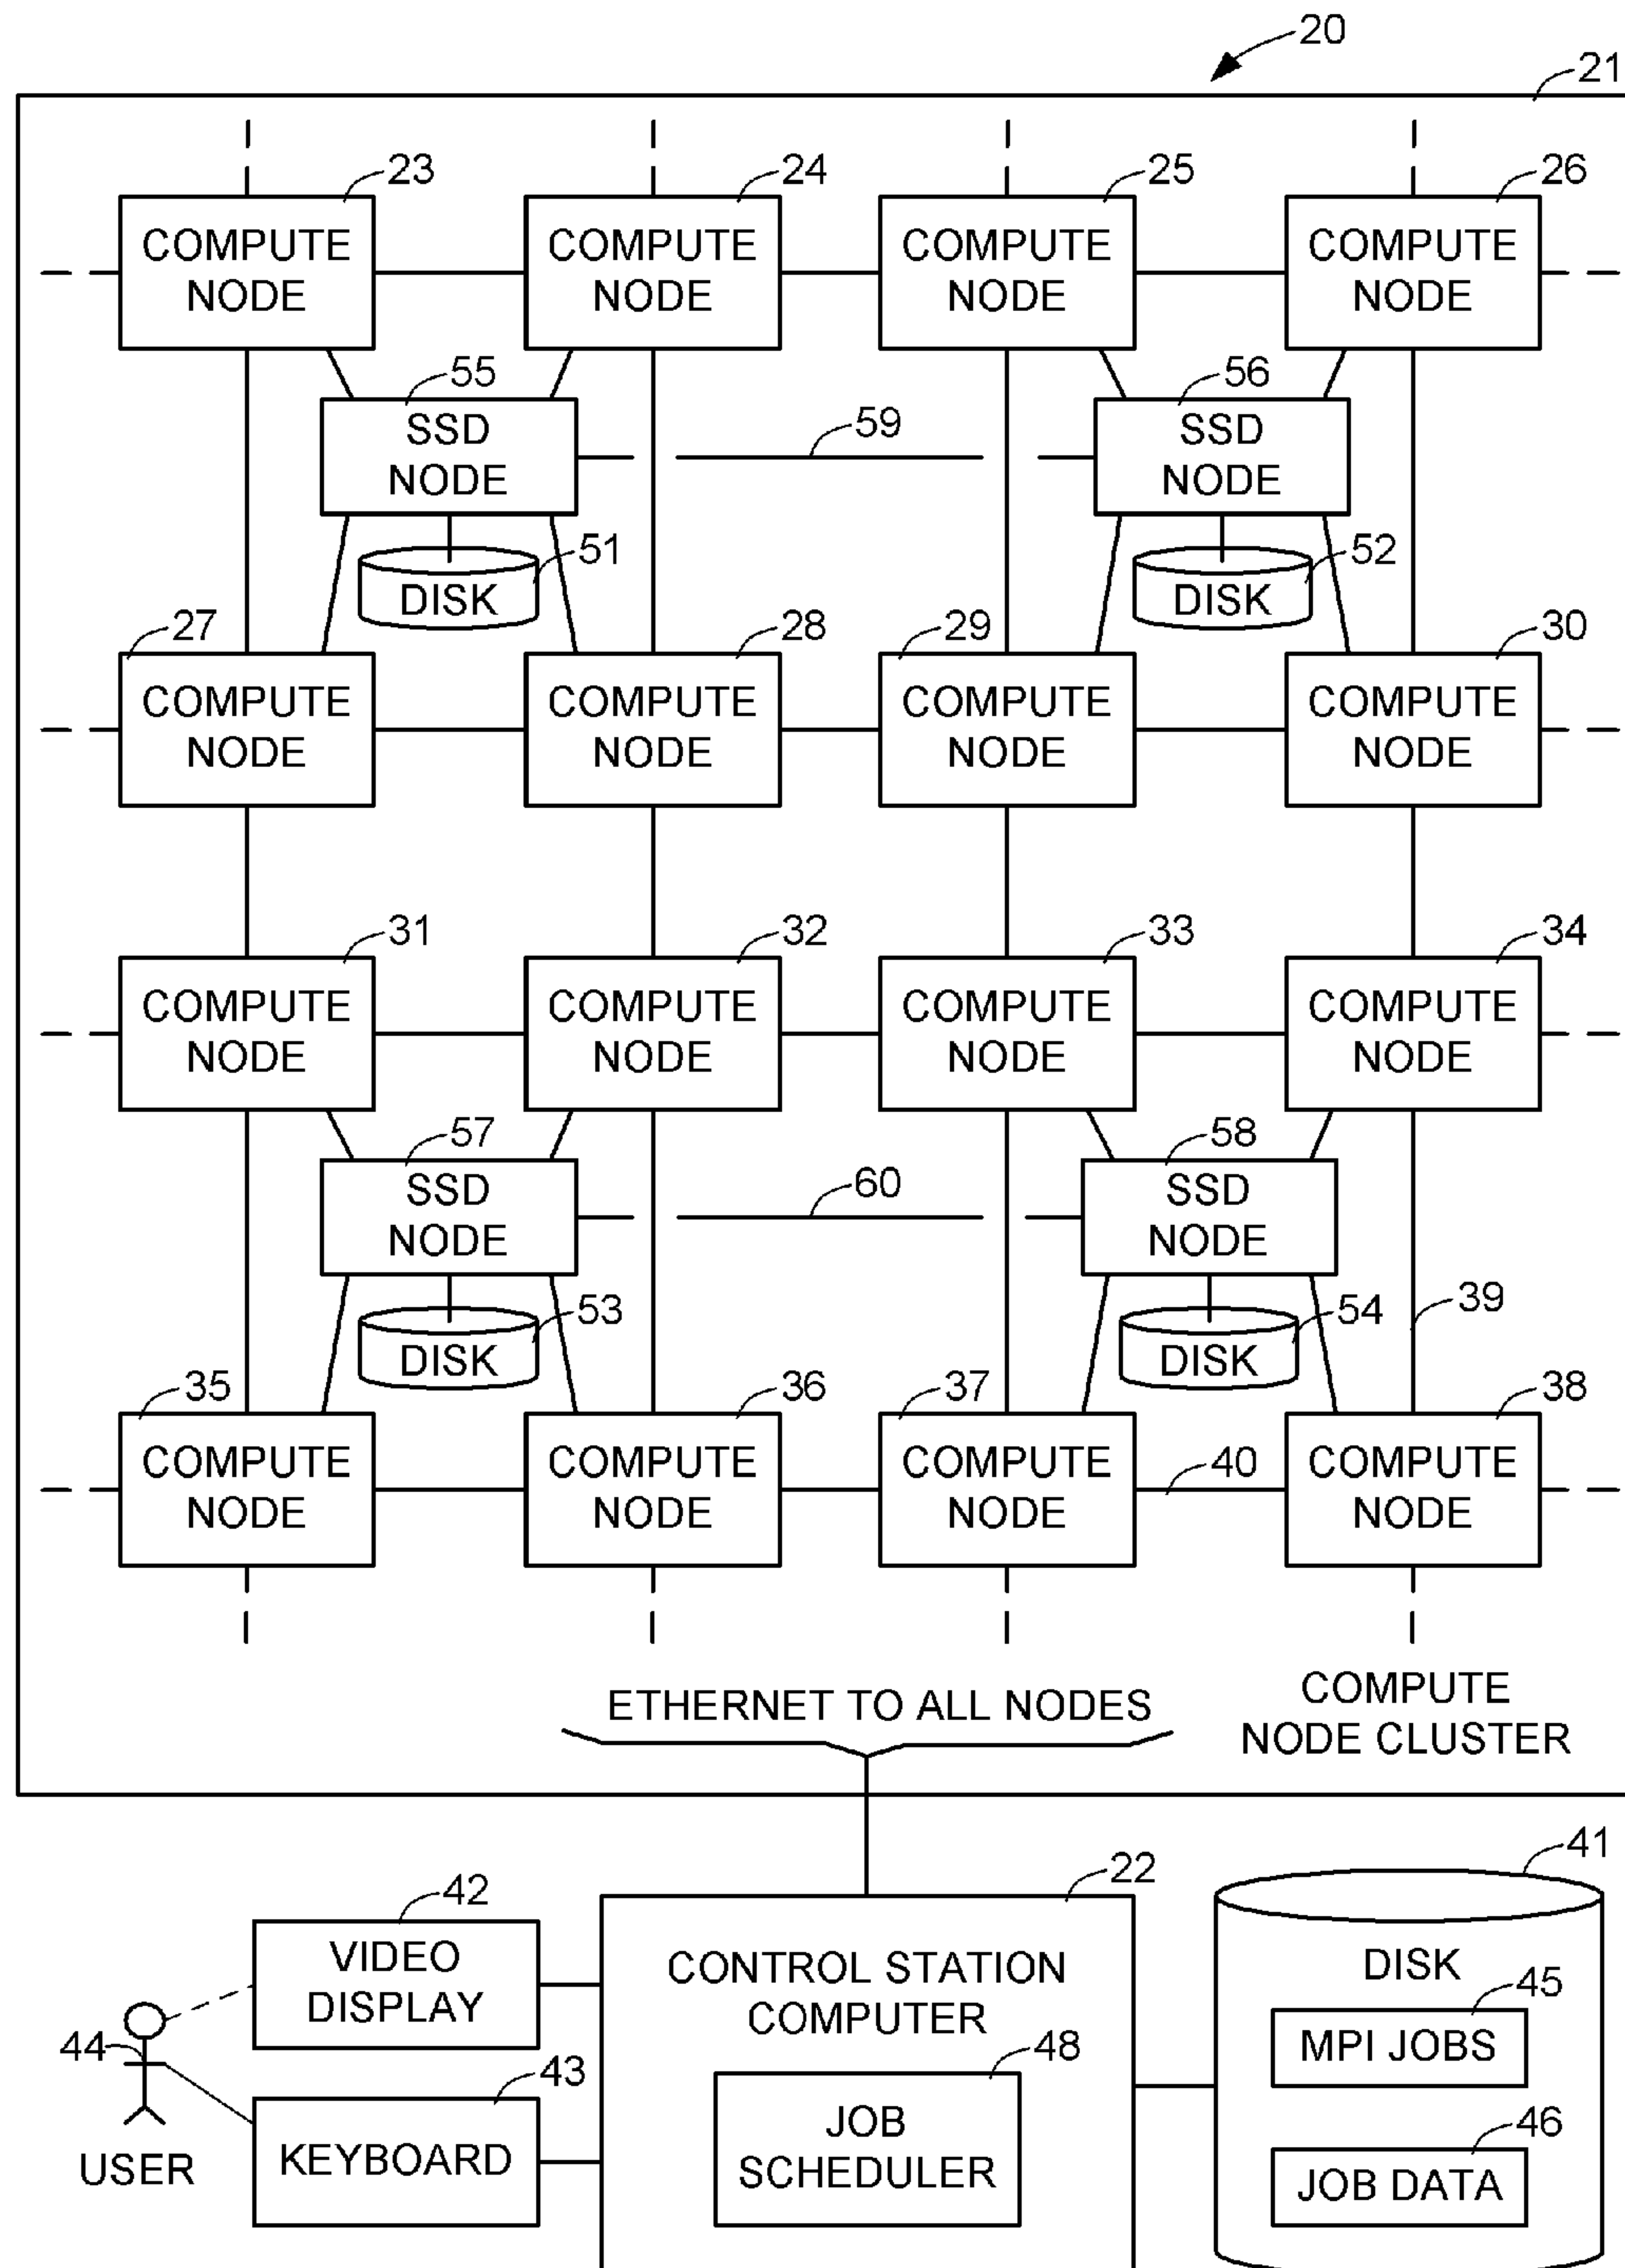 20
21
23
24
25
26
COMPUTE NODE
COMPUTE NODE
COMPUTE NODE
COMPUTE NODE
55
56
SSD NODE
59
SSD NODE
51
52
DISK
DISK
27
28
29
30
COMPUTE NODE
COMPUTE NODE
COMPUTE NODE
COMPUTE NODE
31
32
33
34
COMPUTE NODE
COMPUTE NODE
COMPUTE NODE
COMPUTE NODE
57
58
SSD NODE
60
SSD NODE
53
54
39
DISK
DISK
35
36
37
38
COMPUTE NODE
COMPUTE NODE
COMPUTE NODE
40
COMPUTE NODE
ETHERNET TO ALL NODES
COMPUTE
NODE CLUSTER
22
41
42
VIDEO
DISPLAY
CONTROL STATION
COMPUTER
DISK
45
MPI JOBS
44
43
48
KEYBOARD
USER
JOB
SCHEDULER
46
JOB DATA